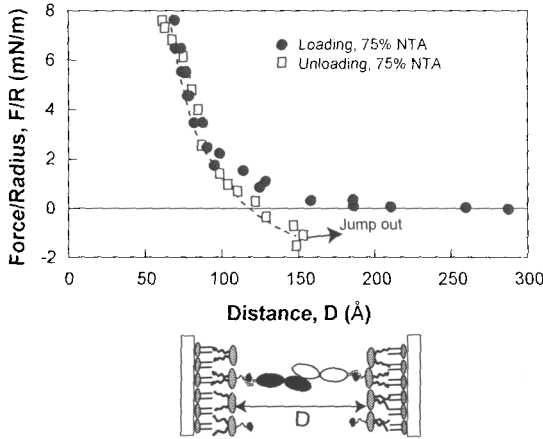 Force/Radius, F/R (mN/m)
8
6
4
2
0
-2
Loading, 75% NTA
Unloading, 75% NTA
Jump out
0 50 100 150 200 250 300
Distance, D (Å)
D